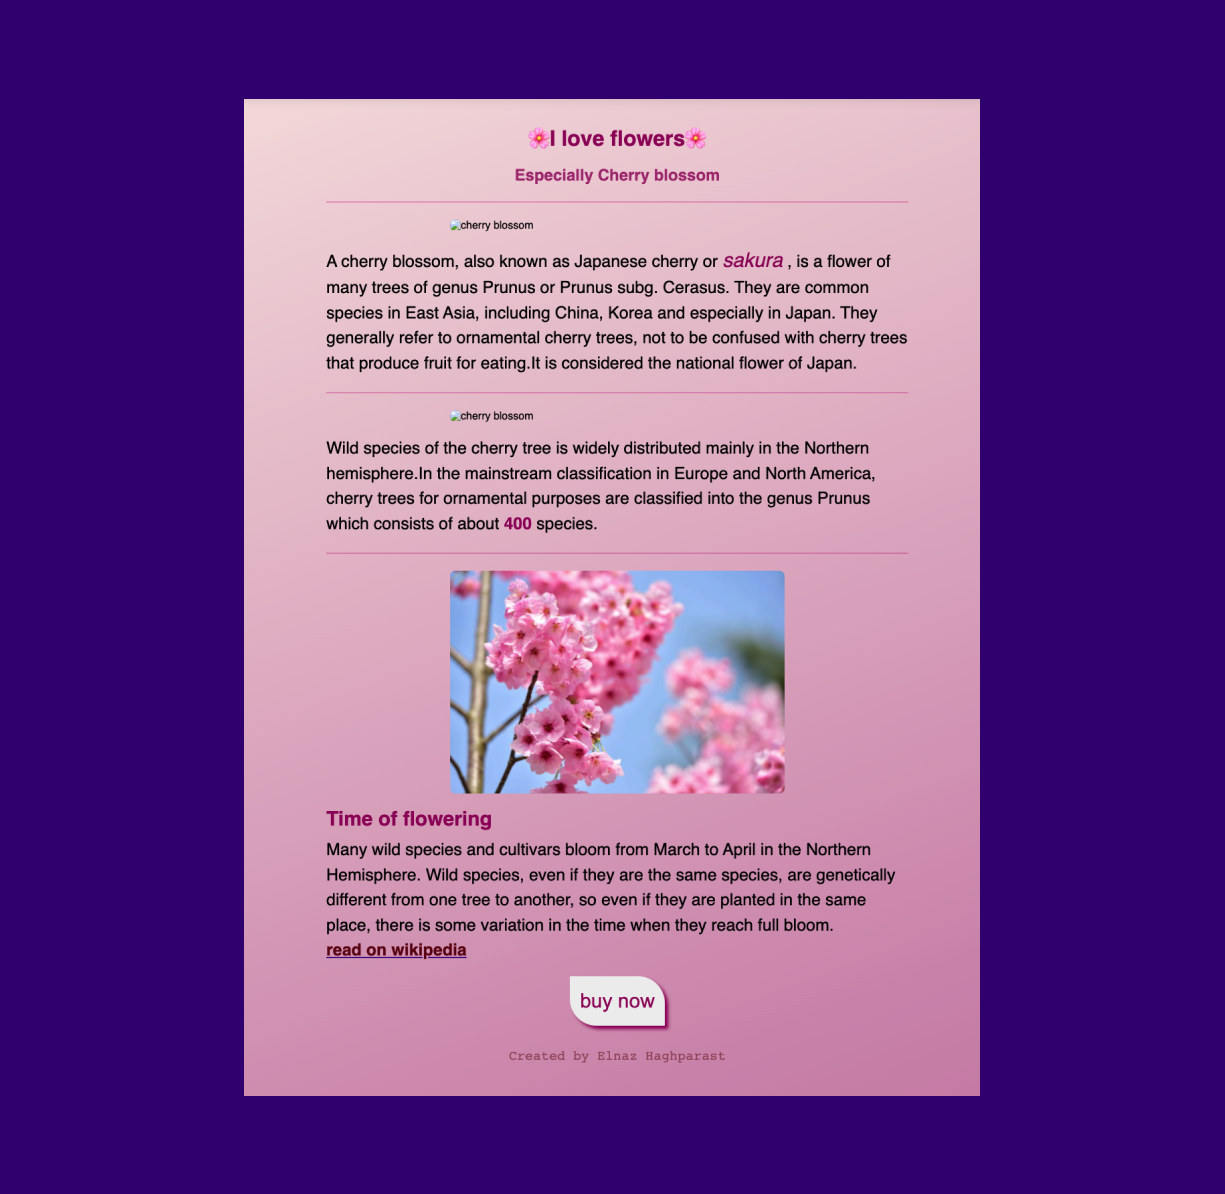 🌸I love flowers🌸
Especially Cherry blossom
cherry blossom
A cherry blossom, also known as Japanese cherry or sakura , is a flower of
many trees of genus Prunus or Prunus subg. Cerasus. They are common
species in East Asia, including China, Korea and especially in Japan. They
generally refer to ornamental cherry trees, not to be confused with cherry trees
that produce fruit for eating.It is considered the national flower of Japan.
cherry blossom
Wild species of the cherry tree is widely distributed mainly in the Northern
hemisphere.In the mainstream classification in Europe and North America,
cherry trees for ornamental purposes are classified into the genus Prunus
which consists of about 400 species.
Time of flowering
Many wild species and cultivars bloom from March to April in the Northern
Hemisphere. Wild species, even if they are the same species, are genetically
different from one tree to another, so even if they are planted in the same
place, there is some variation in the time when they reach full bloom.
read on wikipedia
buy now
Created by Elnaz Haghparast